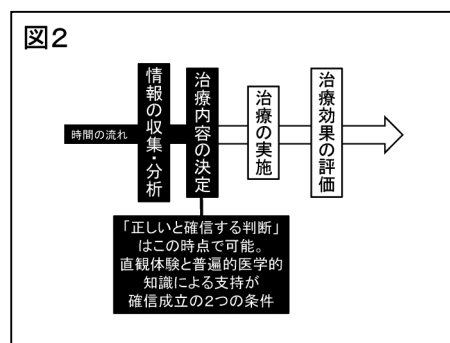 図2
時間の流れ
情報の収集・分析
治療内容の決定
治療の実施
治療効果の評価
「正しいと確信する判断」
はこの時点で可能。
直観体験と普遍的医学的
知識による支持が
確信成立の2つの条件